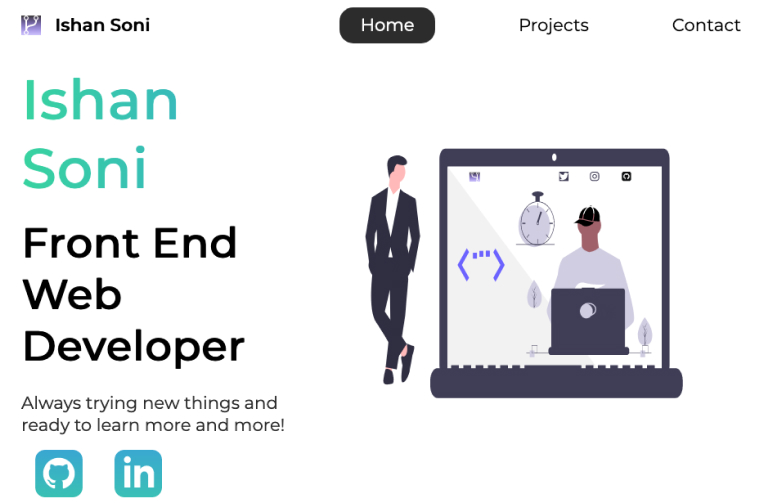 Ishan Soni
Home
Projects
Contact
Ishan
Soni
Front End
Web
Developer
Always trying new things and
ready to learn more and more!
in